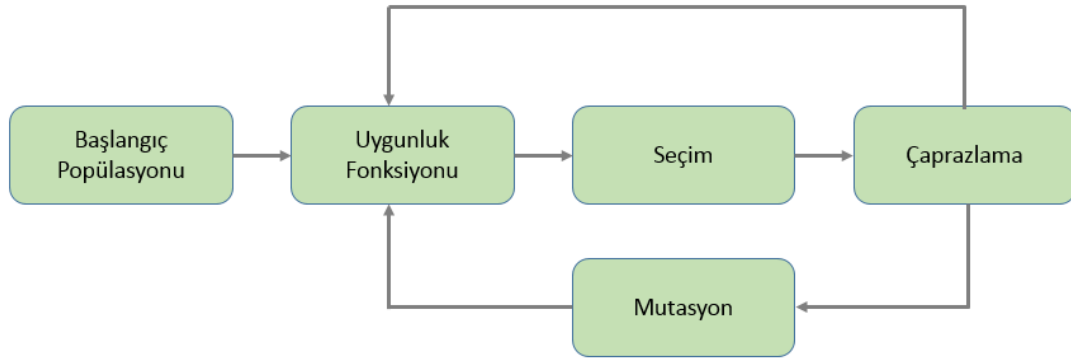 Başlangıç
Popülasyonu
Uygunluk
Fonksiyonu
Seçim
Çaprazlama
Mutasyon